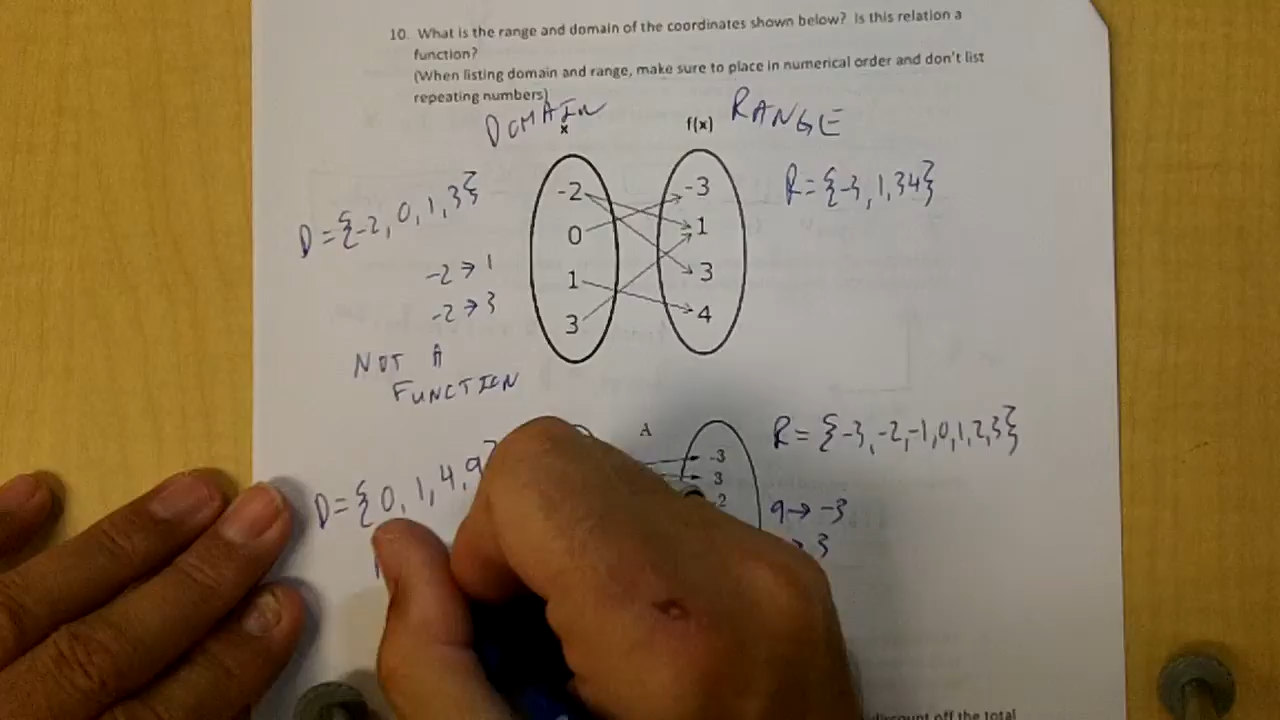 10. What is the range and domain of the coordinates shown below? Is this relation a
function?
(When listing domain and range, make sure to place in numerical order and don't list
repeating numbers)
DOMAIN
RANGE
x
f(x)
D={-2, 0, 1, 3}
R={-3, 1, 34}
-2
0
1
3
-3
1
3
4
-2→1
-2→3
NOT A
FUNCTION
A
R={-3,-2,-1,0,1,2,3}
D={0, 1, 4, 9}
-3
3
-2
9→-3
→3
discount off the total